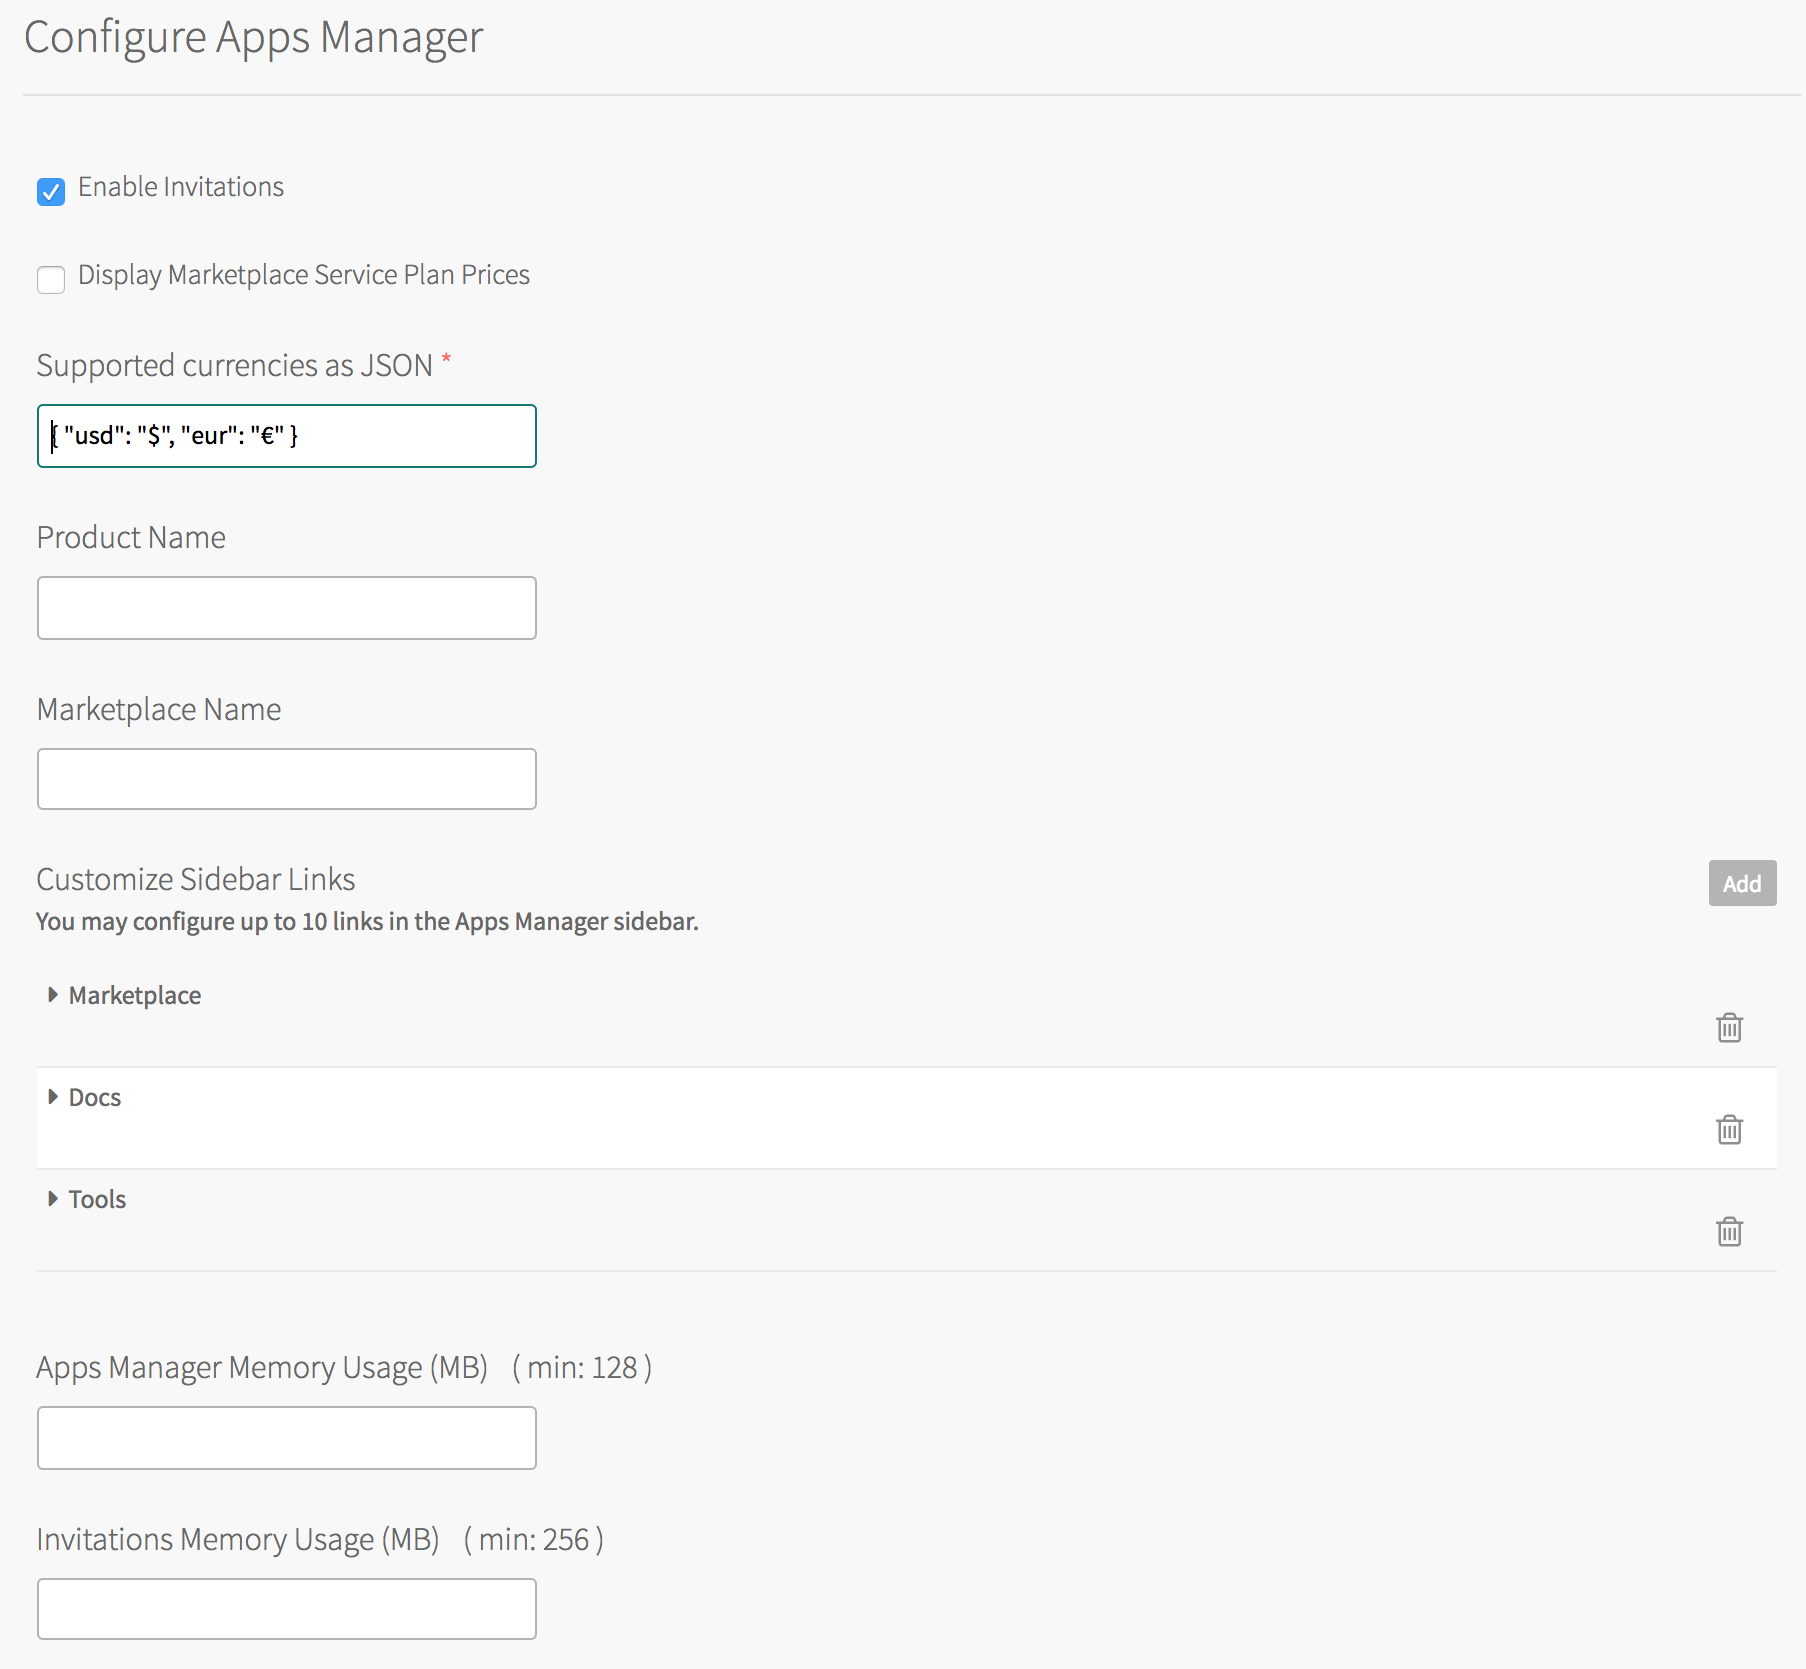 Configure Apps Manager
Enable Invitations
Display Marketplace Service Plan Prices
Supported currencies as JSON *
{ "usd": "$", "eur": "€" }
Product Name
Marketplace Name
Customize Sidebar Links
Add
You may configure up to 10 links in the Apps Manager sidebar.
Marketplace
Docs
Tools
Apps Manager Memory Usage (MB) ( min: 128 )
Invitations Memory Usage (MB) ( min: 256 )